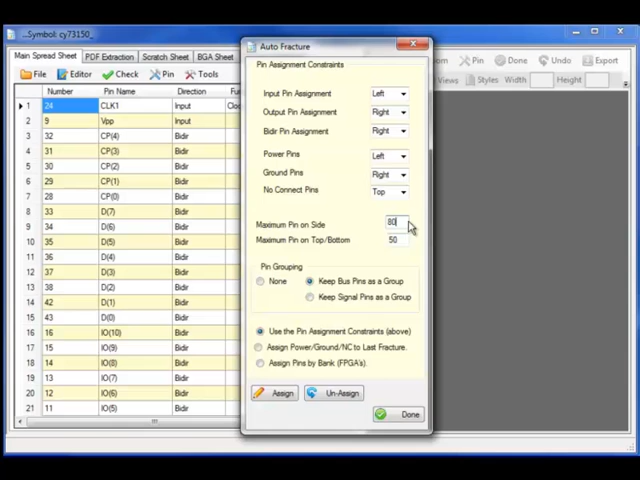 ...Symbol: cy73150_
Main Spread Sheet PDF Extraction Scratch Sheet BGA Sheet
File Editor Check Pin Tools
Pin Done Undo Export
Views Styles Width Height
Number Pin Name Direction
1 24 CLK1 Input
2 9 Vpp Input
3 32 CP(4) Bidir
4 31 CP(3) Bidir
5 30 CP(2) Bidir
6 29 CP(1) Bidir
7 28 CP(0) Bidir
8 33 D(7) Bidir
9 34 D(6) Bidir
10 35 D(5) Bidir
11 36 D(4) Bidir
12 37 D(3) Bidir
13 38 D(2) Bidir
14 42 D(1) Bidir
15 43 D(0) Bidir
16 16 IO(10) Bidir
17 15 IO(9) Bidir
18 14 IO(8) Bidir
19 13 IO(7) Bidir
20 12 IO(6) Bidir
21 11 IO(5) Bidir
Auto Fracture
Pin Assignment Constraints
Input Pin Assignment Left
Output Pin Assignment Right
Bidir Pin Assignment Right
Power Pins Left
Ground Pins Right
No Connect Pins Top
Maximum Pin on Side 80
Maximum Pin on Top/Bottom 50
Pin Grouping
None Keep Bus Pins as a Group
Keep Signal Pins as a Group
Use the Pin Assignment Constraints (above)
Assign Power/Ground/NC to Last Fracture.
Assign Pins by Bank (FPGA's).
Assign Un-Assign
Done